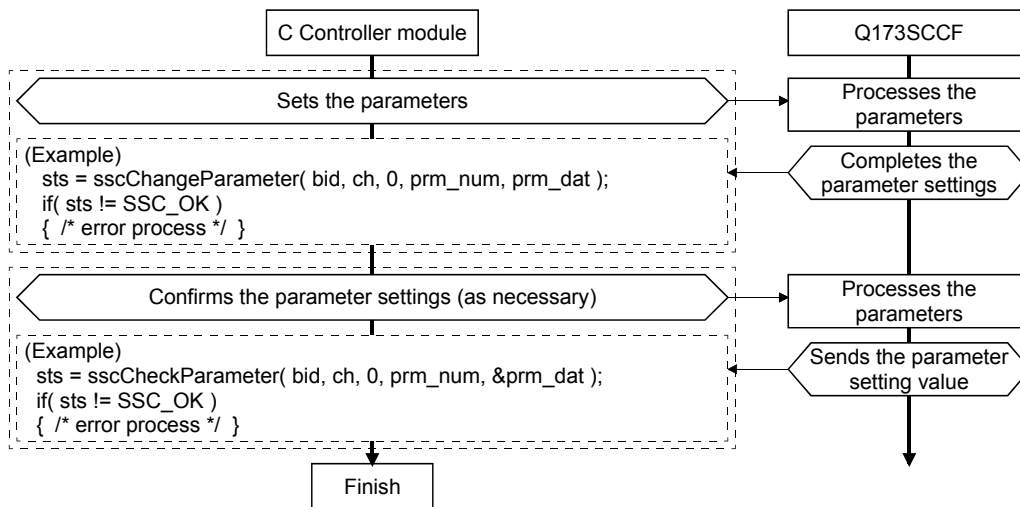 C Controller module
Q173SCCF
Sets the parameters
Processes the
parameters
(Example)
sts = sscChangeParameter( bid, ch, 0, prm_num, prm_dat );
if( sts != SSC_OK )
{ /* error process */ }
Completes the
parameter settings
Confirms the parameter settings (as necessary)
Processes the
parameters
(Example)
sts = sscCheckParameter( bid, ch, 0, prm_num, &prm_dat );
if( sts != SSC_OK )
{ /* error process */ }
Sends the parameter
setting value
Finish